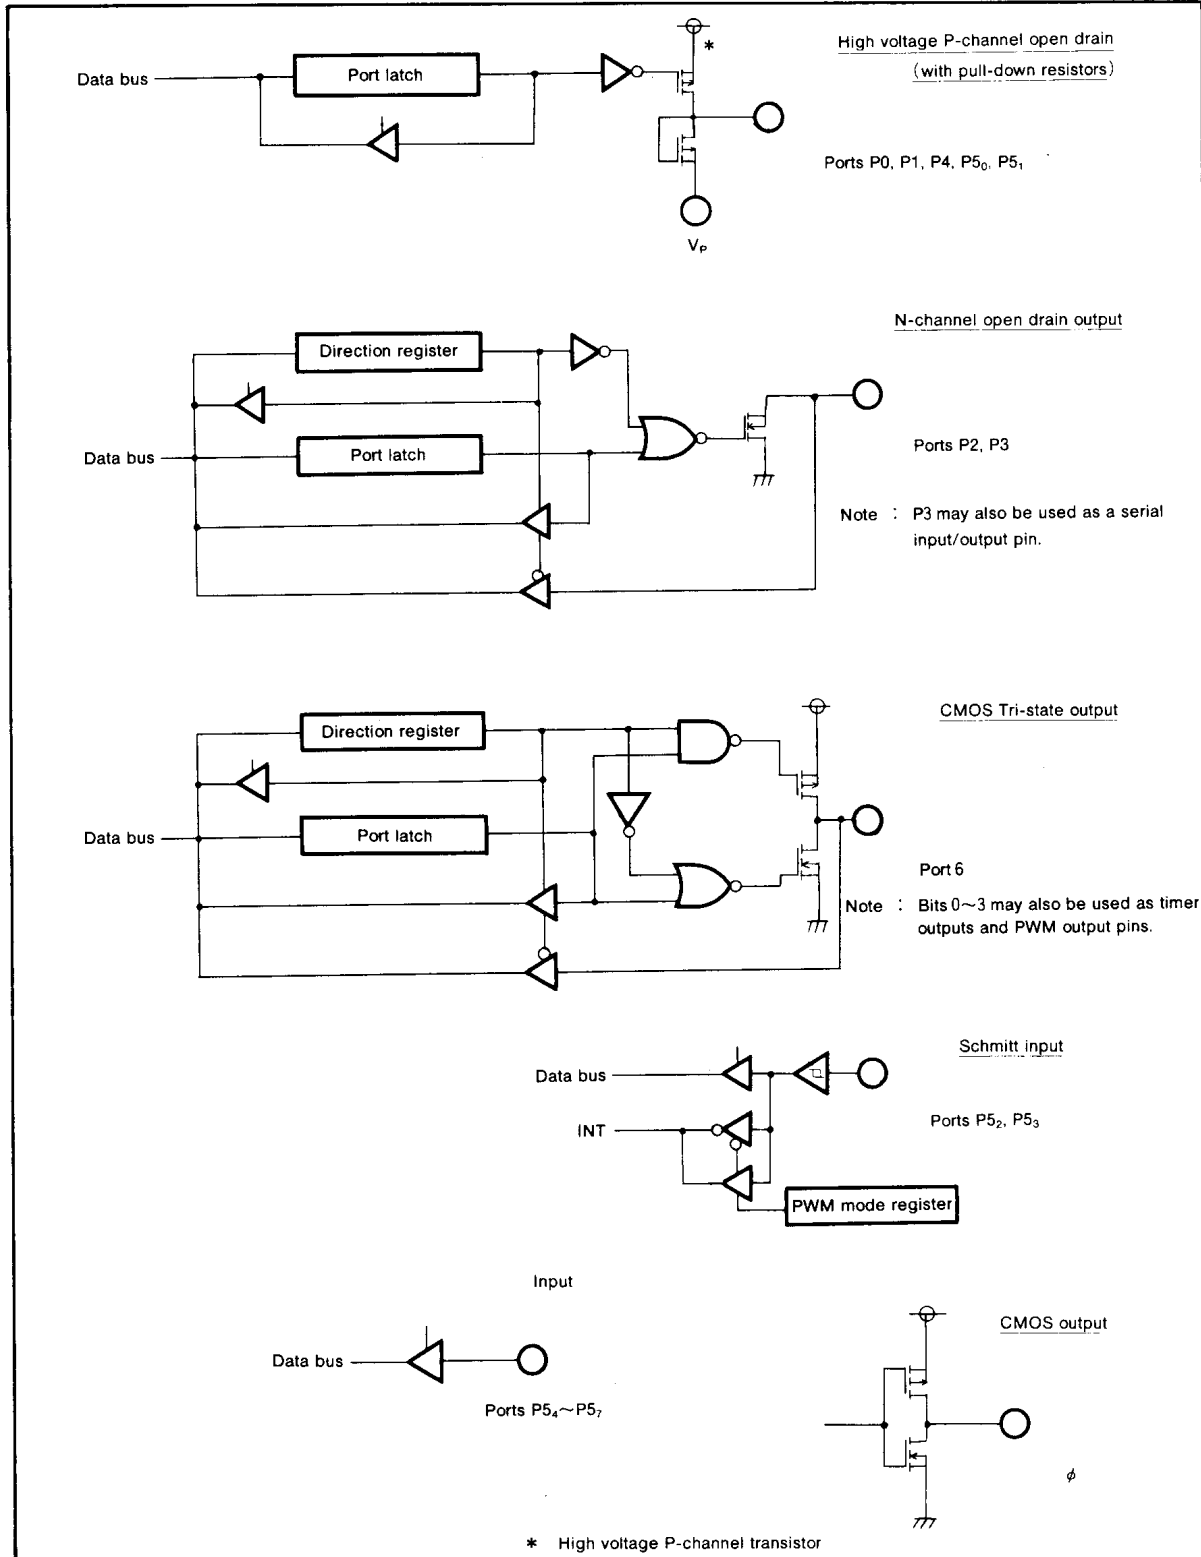 High voltage P-channel open drain
(with pull-down resistors)
*
Data bus
Port latch
Ports P0, P1, P4, P5₀, P5₁
V_P
N-channel open drain output
Direction register
Data bus
Port latch
Ports P2, P3
Note : P3 may also be used as a serial
input/output pin.
CMOS Tri-state output
Direction register
Data bus
Port latch
Port 6
Note : Bits 0~3 may also be used as timer
outputs and PWM output pins.
Schmitt input
Data bus
Ports P5₂, P5₃
INT
PWM mode register
Input
Data bus
Ports P5₄~P5₇
CMOS output
ϕ
* High voltage P-channel transistor